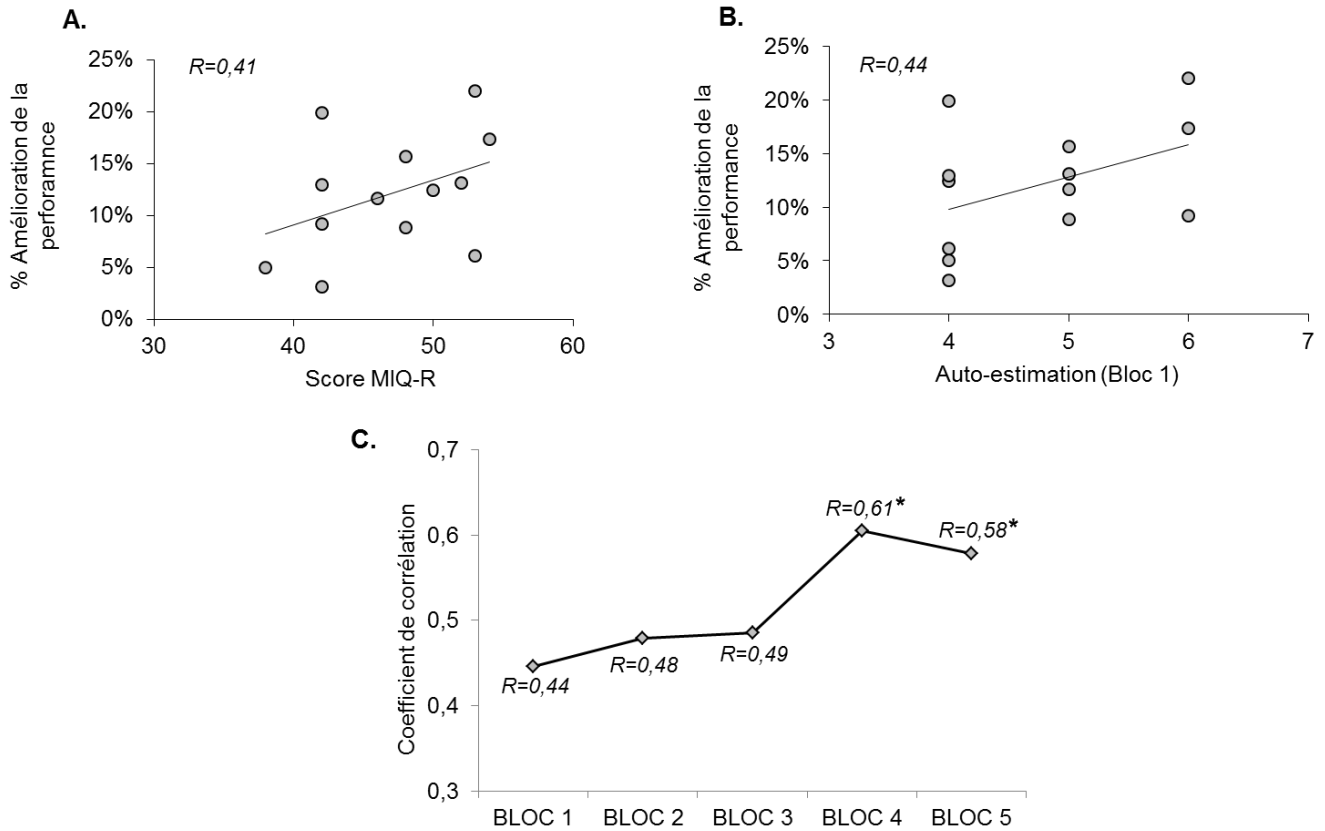 A.
% Amélioration de la
perforamnce
R=0,41
25%
20%
15%
10%
5%
0%
30
40
50
60
Score MIQ-R
B.
% Amélioration de la
performance
R=0,44
25%
20%
15%
10%
5%
0%
3
4
5
6
7
Auto-estimation (Bloc 1)
C.
Coefficient de corrélation
0,7
0,6
0,5
0,4
0,3
R=0,44
R=0,48
R=0,49
R=0,61*
R=0,58*
BLOC 1
BLOC 2
BLOC 3
BLOC 4
BLOC 5